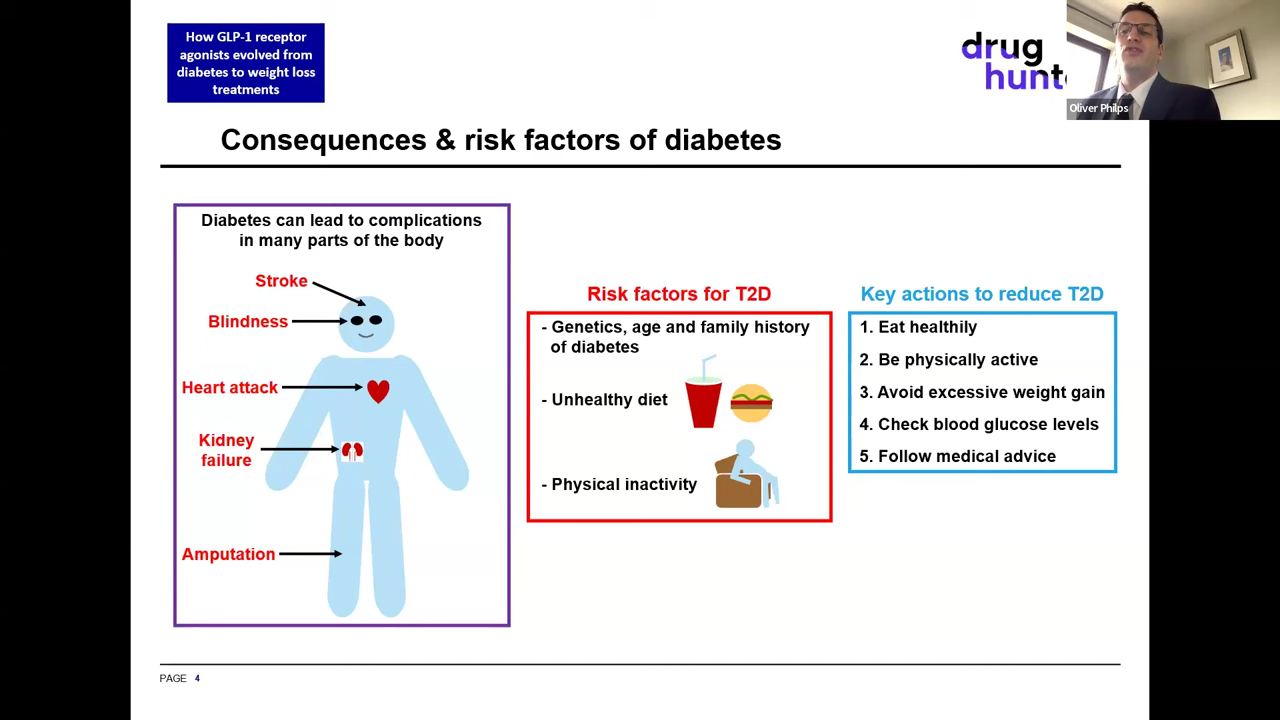 How GLP-1 receptor
agonists evolved from
diabetes to weight loss
treatments
drug
hunt
Oliver Philps
Consequences & risk factors of diabetes
Diabetes can lead to complications
in many parts of the body
Stroke
Blindness
Heart attack
Kidney
failure
Amputation
Risk factors for T2D
- Genetics, age and family history
of diabetes
- Unhealthy diet
- Physical inactivity
Key actions to reduce T2D
1. Eat healthily
2. Be physically active
3. Avoid excessive weight gain
4. Check blood glucose levels
5. Follow medical advice
PAGE 4